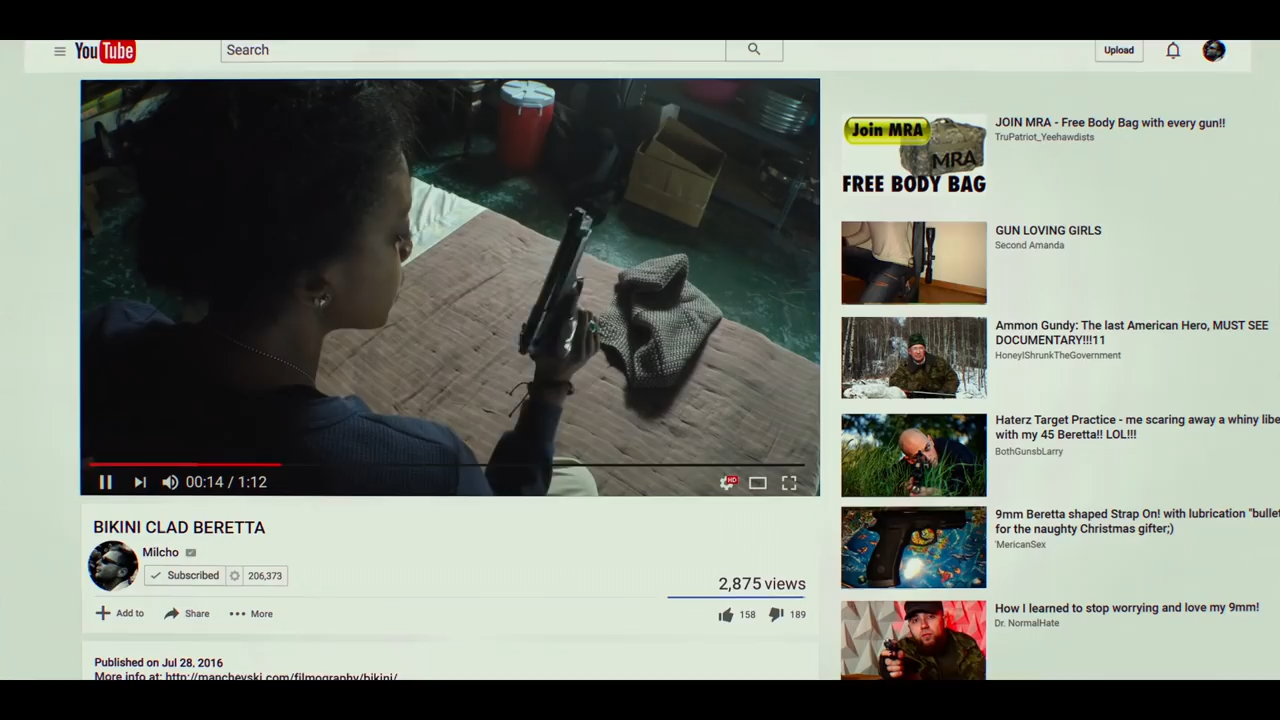 YouTube
Search
Upload
00:14 / 1:12
HD
BIKINI CLAD BERETTA
Milcho
Subscribed 206,373
2,875 views
Add to Share More
158 189
Published on Jul 28, 2016
More info at: http://manchevski.com/filmography/bikini/
Join MRA
MRA
FREE BODY BAG
JOIN MRA - Free Body Bag with every gun!!
TruPatriot_Yeehawdists
GUN LOVING GIRLS
Second Amanda
Ammon Gundy: The last American Hero, MUST SEE
DOCUMENTARY!!!11
HoneyIShrunkTheGovernment
Haterz Target Practice - me scaring away a whiny libe
with my 45 Beretta!! LOL!!!
BothGunsbLarry
9mm Beretta shaped Strap On! with lubrication "bullet
for the naughty Christmas gifter;)
'MericanSex
How I learned to stop worrying and love my 9mm!
Dr. NormalHate